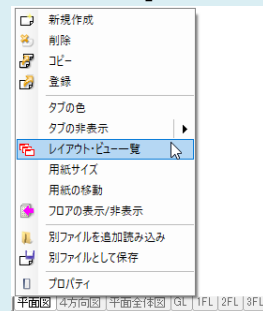 新規作成
削除
コピー
登録
タブの色
タブの非表示
レイアウト・ビュー一覧
用紙サイズ
用紙の移動
フロアの表示/非表示
別ファイルを追加読み込み
別ファイルとして保存
プロパティ
平面図 4方向図 平面全体図 GL 1FL 2FL 3FL